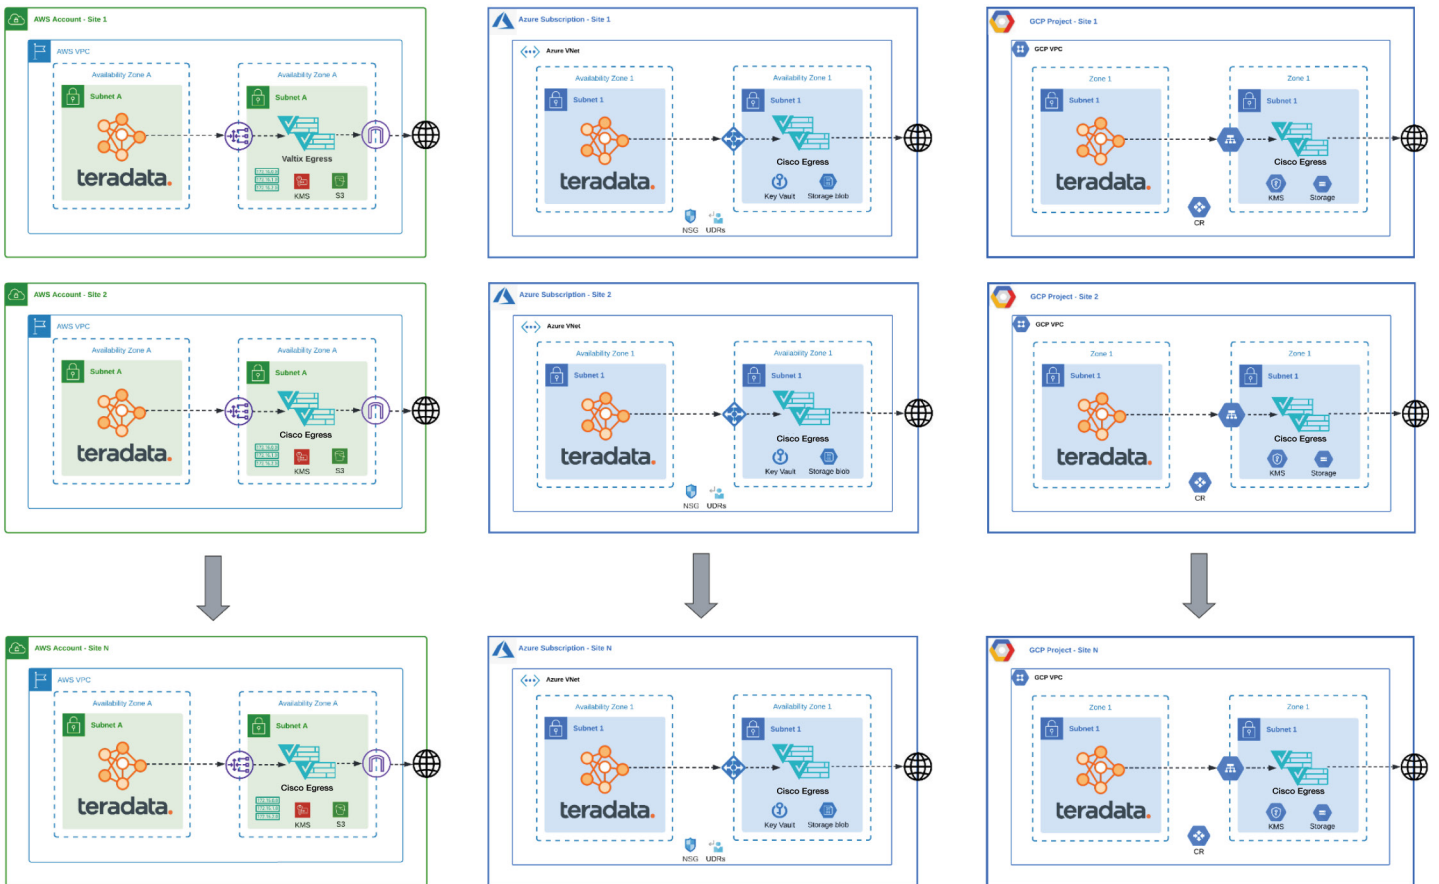 AWS Account - Site 1
AWS VPC
Availability Zone A
Subnet A
teradata.
Availability Zone A
Subnet A
Valtix Egress
KMS
S3
Azure Subscription - Site 1
Azure VNet
Availability Zone 1
Subnet 1
teradata.
Availability Zone 1
Subnet 1
Cisco Egress
Key Vault
Storage blob
NSG
UDRs
GCP Project - Site 1
GCP VPC
Zone 1
Subnet 1
teradata.
Zone 1
Subnet 1
Cisco Egress
KMS
Storage
CR
AWS Account - Site 2
AWS VPC
Availability Zone A
Subnet A
teradata.
Availability Zone A
Subnet A
Cisco Egress
KMS
S3
Azure Subscription - Site 2
Azure VNet
Availability Zone 1
Subnet 1
teradata.
Availability Zone 1
Subnet 1
Cisco Egress
Key Vault
Storage blob
NSG
UDRs
GCP Project - Site 2
GCP VPC
Zone 1
Subnet 1
teradata.
Zone 1
Subnet 1
Cisco Egress
KMS
Storage
CR
AWS Account - Site N
AWS VPC
Availability Zone A
Subnet A
teradata.
Availability Zone A
Subnet A
Cisco Egress
KMS
S3
Azure Subscription - Site N
Azure VNet
Availability Zone 1
Subnet 1
teradata.
Availability Zone 1
Subnet 1
Cisco Egress
Key Vault
Storage blob
NSG
UDRs
GCP Project - Site N
GCP VPC
Zone 1
Subnet 1
teradata.
Zone 1
Subnet 1
Cisco Egress
KMS
Storage
CR